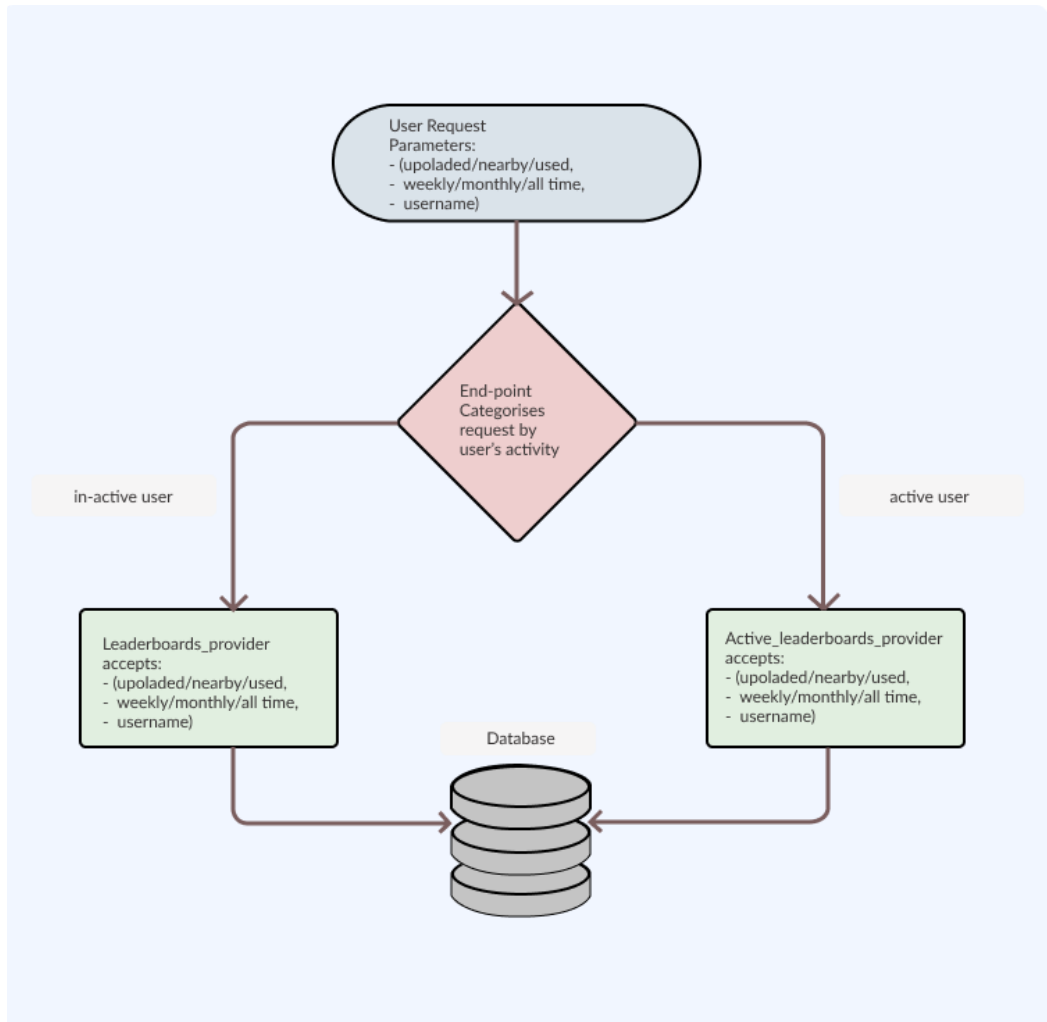 User Request
Parameters:
- (upoladed/nearby/used,
-  weekly/monthly/all time,
-  username)
End-point
Categorises
request by
user's activity
in-active user
active user
Leaderboards_provider
accepts:
- (upoladed/nearby/used,
-  weekly/monthly/all time,
-  username)
Active_leaderboards_provider
accepts:
- (upoladed/nearby/used,
-  weekly/monthly/all time,
-  username)
Database